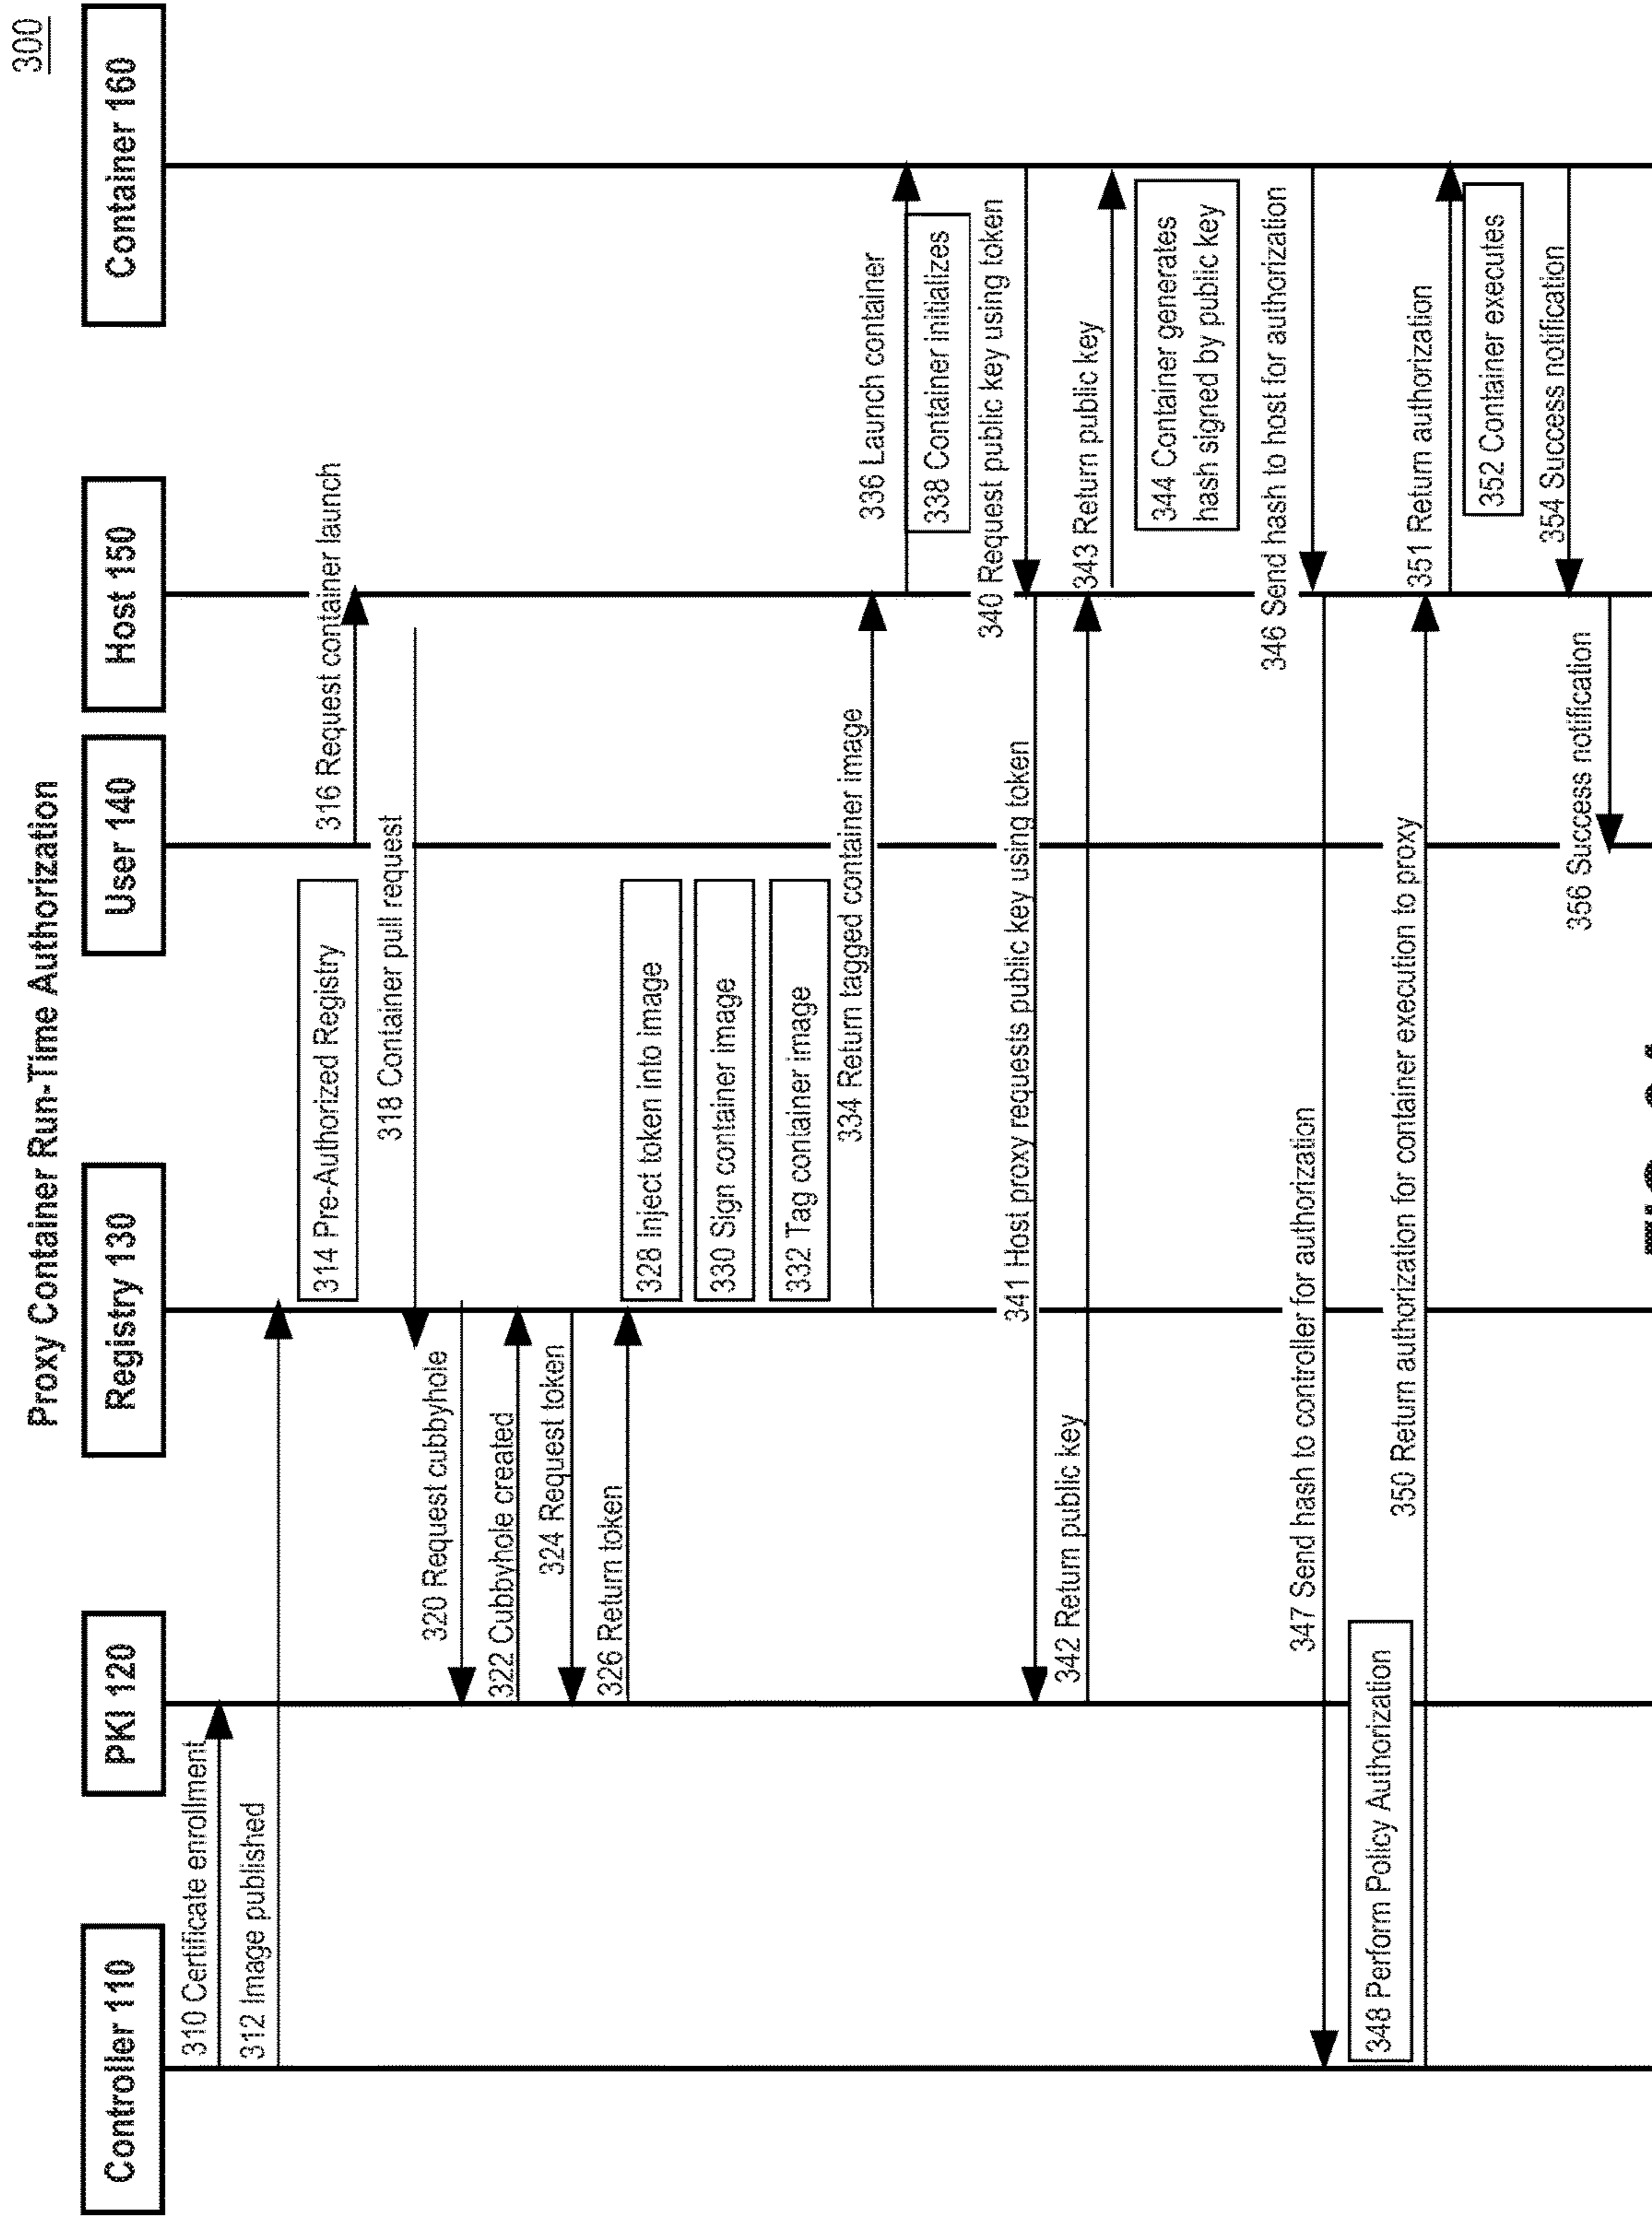 300
Proxy Container Run-Time Authorization
Controller 110
PKI 120
Registry 130
User 140
Host 150
Container 160
310 Certificate enrollment
312 Image published
314 Pre-Authorized Registry
316 Request container launch
318 Container pull request
320 Request cubbyhole
322 Cubbyhole created
324 Request token
326 Return token
328 Inject token into image
330 Sign container image
332 Tag container image
334 Return tagged container image
336 Launch container
338 Container initializes
340 Request public key using token
341 Host proxy requests public key using token
342 Return public key
343 Return public key
344 Container generates
hash signed by public key
346 Send hash to host for authorization
347 Send hash to controller for authorization
348 Perform Policy Authorization
350 Return authorization for container execution to proxy
351 Return authorization
352 Container executes
354 Success notification
356 Success notification